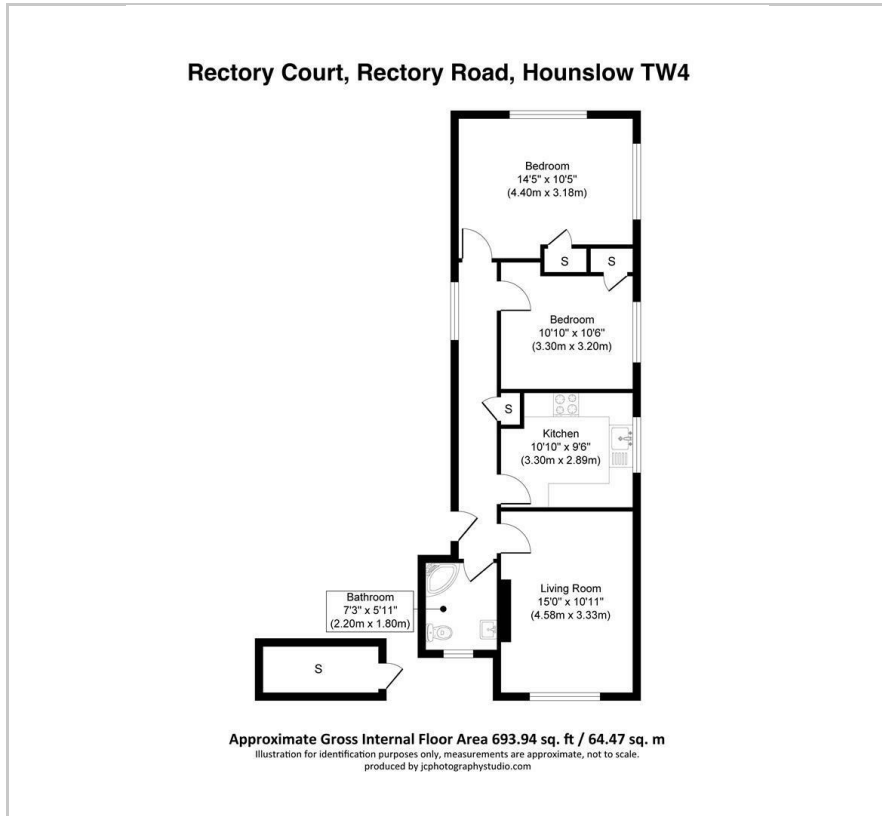 Rectory Court, Rectory Road, Hounslow TW4
Bedroom
14'5" x 10'5"
(4.40m x 3.18m)
S
S
Bedroom
10'10" x 10'6"
(3.30m x 3.20m)
S
Kitchen
10'10" x 9'6"
(3.30m x 2.89m)
Living Room
15'0" x 10'11"
(4.58m x 3.33m)
Bathroom
7'3" x 5'11"
(2.20m x 1.80m)
S
Approximate Gross Internal Floor Area 693.94 sq. ft / 64.47 sq. m
Illustration for identification purposes only, measurements are approximate, not to scale.
produced by jcphotographystudio.com